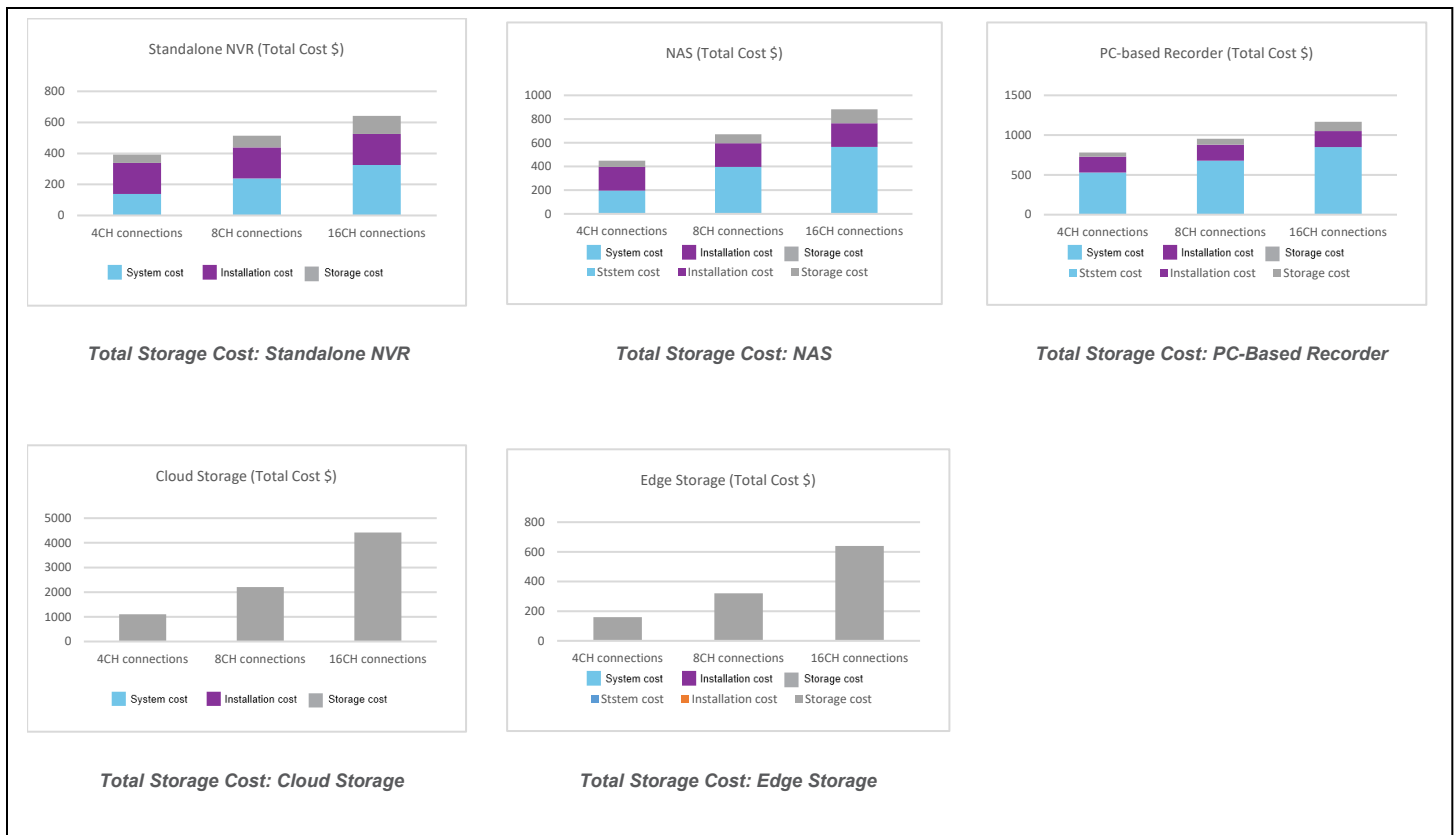 Standalone NVR (Total Cost $)
800
600
400
200
0
4CH connections 8CH connections 16CH connections
System cost Installation cost Storage cost
Total Storage Cost: Standalone NVR
NAS (Total Cost $)
1000
800
600
400
200
0
4CH connections 8CH connections 16CH connections
System cost Installation cost Storage cost
Ststem cost Installation cost Storage cost
Total Storage Cost: NAS
PC-based Recorder (Total Cost $)
1500
1000
500
0
4CH connections 8CH connections 16CH connections
System cost Installation cost Storage cost
Ststem cost Installation cost Storage cost
Total Storage Cost: PC-Based Recorder
Cloud Storage (Total Cost $)
5000
4000
3000
2000
1000
0
4CH connections 8CH connections 16CH connections
System cost Installation cost Storage cost
Total Storage Cost: Cloud Storage
Edge Storage (Total Cost $)
800
600
400
200
0
4CH connections 8CH connections 16CH connections
System cost Installation cost Storage cost
Ststem cost Installation cost Storage cost
Total Storage Cost: Edge Storage